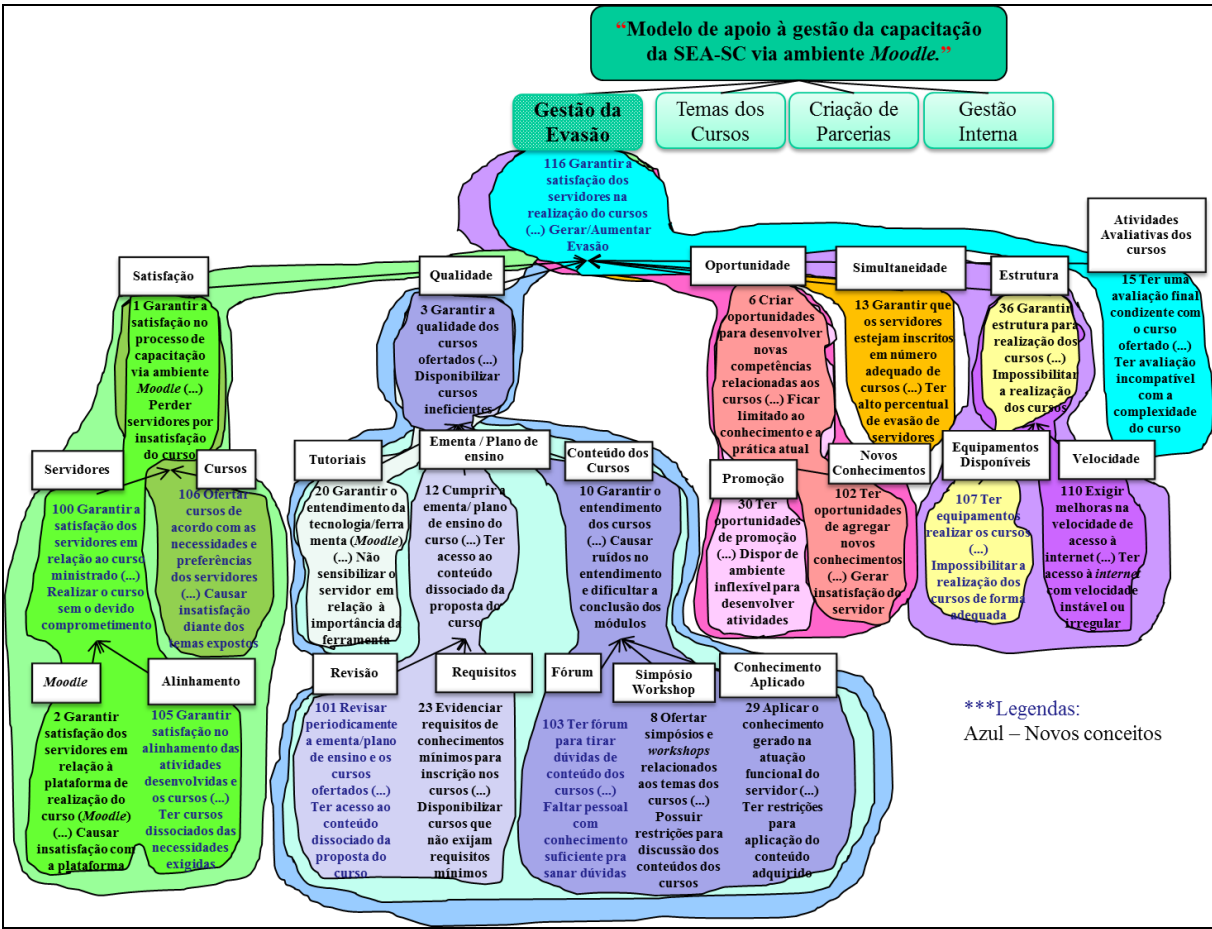 “Modelo de apoio à gestão da capacitação
da SEA-SC via ambiente Moodle.”
Gestão da
Evasão
Temas dos
Cursos
Criação de
Parcerias
Gestão
Interna
116 Garantir a
satisfação dos
servidores na
realização do cursos
(...) Gerar/Aumentar
Evasão
Satisfação
1 Garantir a
satisfação no
processo de
capacitação
via ambiente
Moodle (...)
Perder
servidores por
insatisfação
do curso
Servidores
100 Garantir a
satisfação dos
servidores em
relação ao curso
ministrado (...)
Realizar o curso
sem o devido
comprometimento
Cursos
106 Ofertar
cursos de
acordo com as
necessidades e
preferências
dos servidores
(...) Causar
insatisfação
diante dos
temas expostos
Moodle
2 Garantir
satisfação dos
servidores em
relação à
plataforma de
realização do
curso (Moodle)
(...) Causar
insatisfação com
a plataforma
Alinhamento
105 Garantir
satisfação no
alinhamento das
atividades
desenvolvidas e
os cursos (...)
Ter cursos
dissociados das
necessidades
exigidas
Qualidade
3 Garantir a
qualidade dos
cursos
ofertados (...)
Disponibilizar
cursos
ineficientes
Tutoriais
20 Garantir o
entendimento da
tecnologia/ferra
menta (Moodle)
(...) Não
sensibilizar o
servidor em
relação à
importância da
ferramenta
Ementa / Plano de
ensino
12 Cumprir a
ementa/ plano
de ensino do
curso (...) Ter
acesso ao
conteúdo
dissociado da
proposta do
curso
Conteúdo dos
Cursos
10 Garantir o
entendimento
dos cursos (...)
Causar ruídos no
entendimento
e dificultar a
conclusão dos
módulos
Revisão
101 Revisar
periodicamente
a ementa/plano
de ensino e os
cursos
ofertados (...)
Ter acesso ao
conteúdo
dissociado da
proposta do
curso
Requisitos
23 Evidenciar
requisitos de
conhecimentos
mínimos para
inscrição nos
cursos (...)
Disponibilizar
cursos que
não exijam
requisitos
mínimos
Fórum
103 Ter fórum
para tirar
dúvidas de
conteúdo dos
cursos (...)
Faltar pessoal
com
conhecimento
suficiente pra
sanar dúvidas
Simpósio
Workshop
8 Ofertar
simpósios e
workshops
relacionados
aos temas dos
cursos (...)
Possuir
restrições para
discussão dos
conteúdos dos
cursos
Conhecimento
Aplicado
29 Aplicar o
conhecimento
gerado na
atuação
funcional do
servidor (...)
Ter restrições
para
aplicação do
conteúdo
adquirido
Oportunidade
6 Criar
oportunidades
para desenvolver
novas
competências
relacionadas aos
cursos (...) Ficar
limitado ao
conhecimento e a
prática atual
Promoção
30 Ter
oportunidades
de promoção
(...) Dispor de
ambiente
inflexível para
desenvolver
atividades
Novos
Conhecimentos
102 Ter
oportunidades
de agregar
novos
conhecimentos
(...) Gerar
insatisfação do
servidor
Simultaneidade
13 Garantir que
os servidores
estejam inscritos
em número
adequado de
cursos (...) Ter
alto percentual
de evasão de
servidores
Estrutura
36 Garantir
estrutura para
realização dos
cursos (...)
Impossibilitar
a realização
dos cursos
Equipamentos
Disponíveis
107 Ter
equipamentos
realizar os cursos
(...)
Impossibilitar a
realização dos
cursos de forma
adequada
Velocidade
110 Exigir
melhoras na
velocidade de
acesso à
internet (...) Ter
acesso à internet
com velocidade
instável ou
irregular
Atividades
Avaliativas dos
cursos
15 Ter uma
avaliação final
condizente com
o curso
ofertado (...)
Ter avaliação
incompatível
com a
complexidade
do curso
***Legendas:
Azul – Novos conceitos